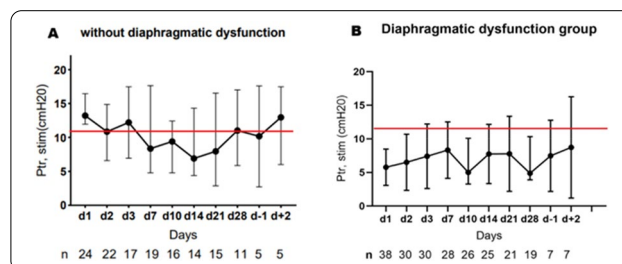 A without diaphragmatic dysfunction
Ptr, stim(cmH20)
20
15
10
5
0
d1 d2 d3 d7 d10 d14 d21 d28 d-1 d+2
Days
n 24 22 17 19 16 14 15 11 5 5
B Diaphragmatic dysfunction group
Ptr, stim (cmH20)
20
15
10
5
0
d1 d2 d3 d7 d10 d14 d21 d28 d-1 d+2
Days
n 38 30 30 28 26 25 21 19 7 7